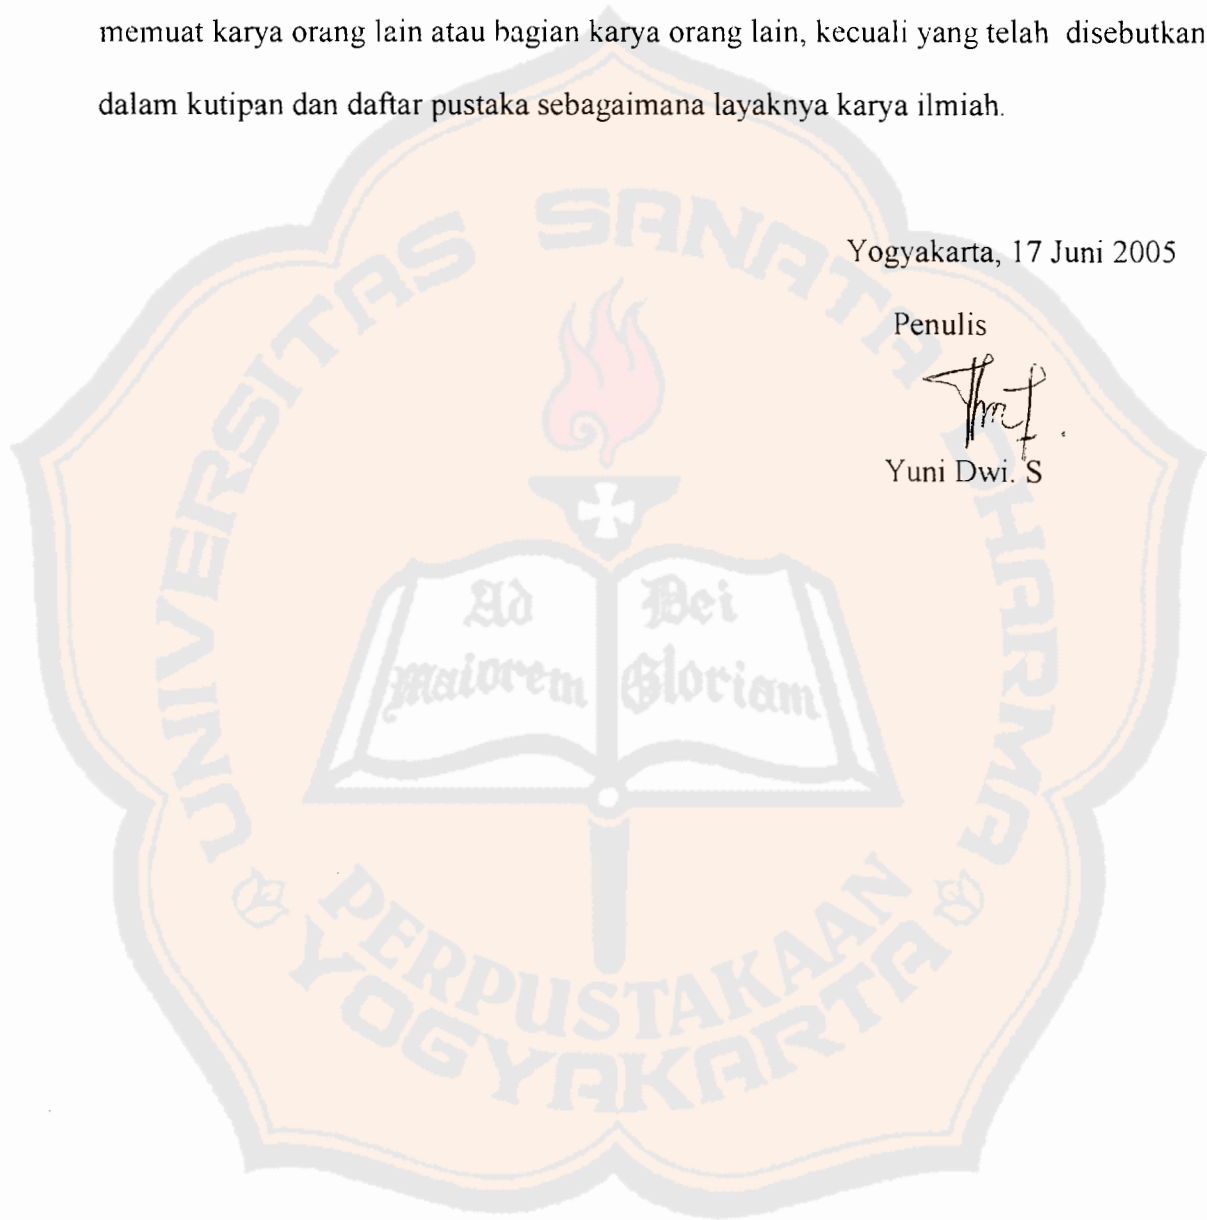 memuat karya orang lain atau bagian karya orang lain, kecuali yang telah disebutkan
dalam kutipan dan daftar pustaka sebagaimana layaknya karya ilmiah.
Yogyakarta, 17 Juni 2005
Penulis
Yuni Dwi. S
UNIVERSITAS SANATA DHARMA
Ad Dei
Maiorem Gloriam
PERPUSTAKAAN
YOGYAKARTA